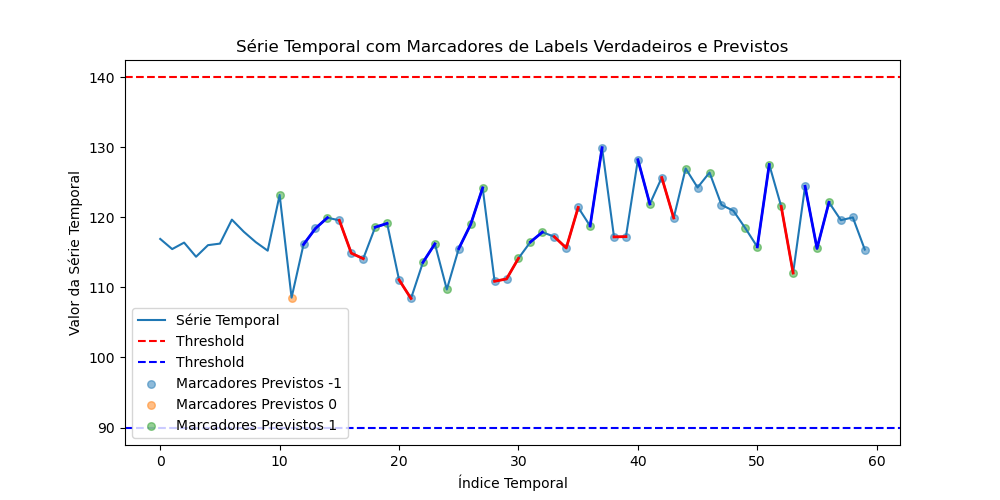 Série Temporal com Marcadores de Labels Verdadeiros e Previstos
Valor da Série Temporal
140
130
120
110
100
90
Série Temporal
Threshold
Threshold
Marcadores Previstos -1
Marcadores Previstos 0
Marcadores Previstos 1
0 10 20 30 40 50 60
Índice Temporal